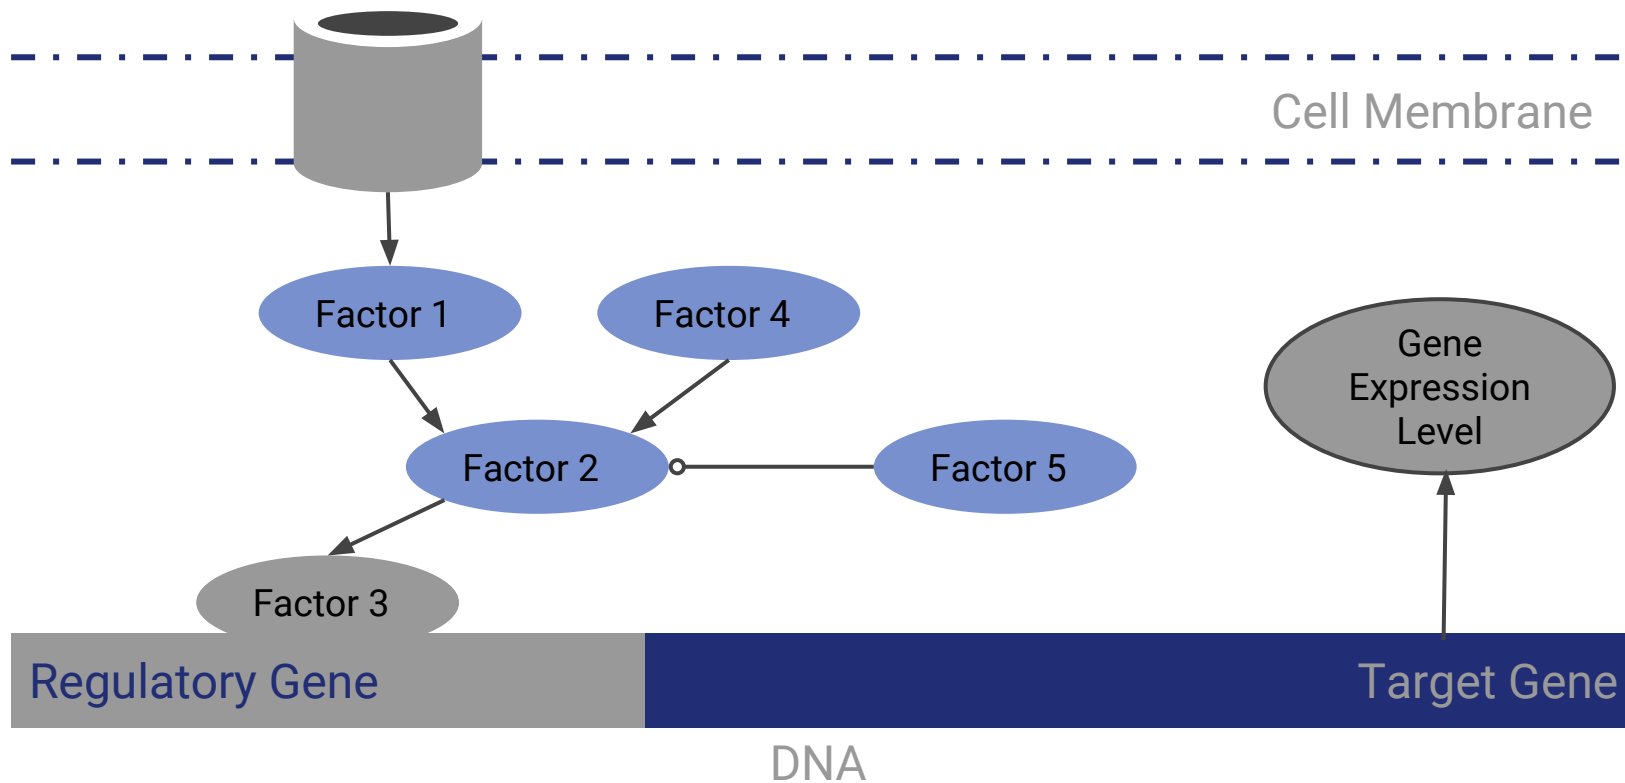 Cell Membrane
Factor 1
Factor 4
Gene
Expression
Level
Factor 2
Factor 5
Factor 3
Regulatory Gene
Target Gene
DNA